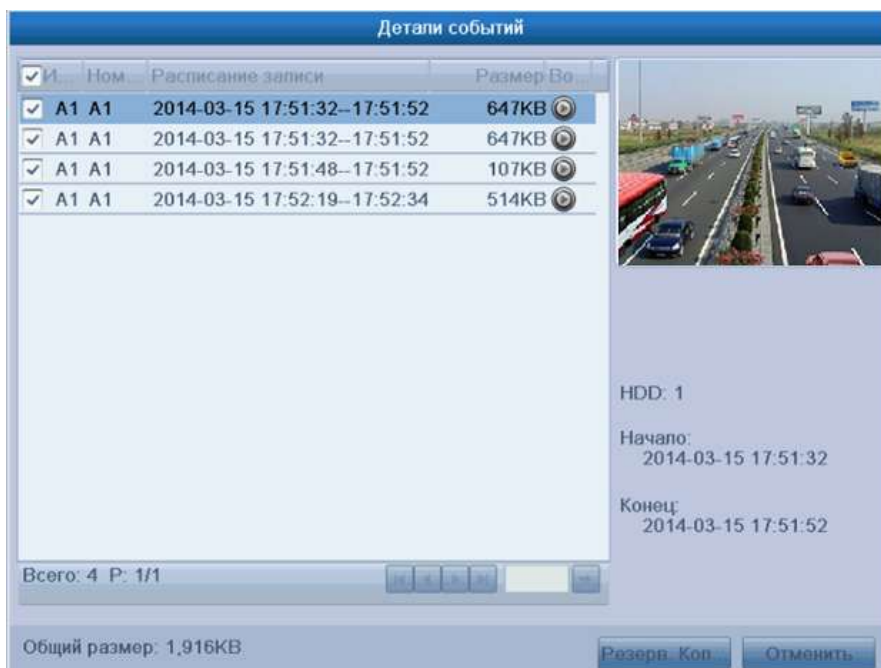 Детали событий
И... Ном... Расписание записи Размер Во...
A1 A1 2014-03-15 17:51:32--17:51:52 647KB
A1 A1 2014-03-15 17:51:32--17:51:52 647KB
A1 A1 2014-03-15 17:51:48--17:51:52 107KB
A1 A1 2014-03-15 17:52:19--17:52:34 514KB
HDD: 1
Начало:
2014-03-15 17:51:32
Конец:
2014-03-15 17:51:52
Всего: 4 P: 1/1
Общий размер: 1,916KB
Резерв. Коп...
Отменить